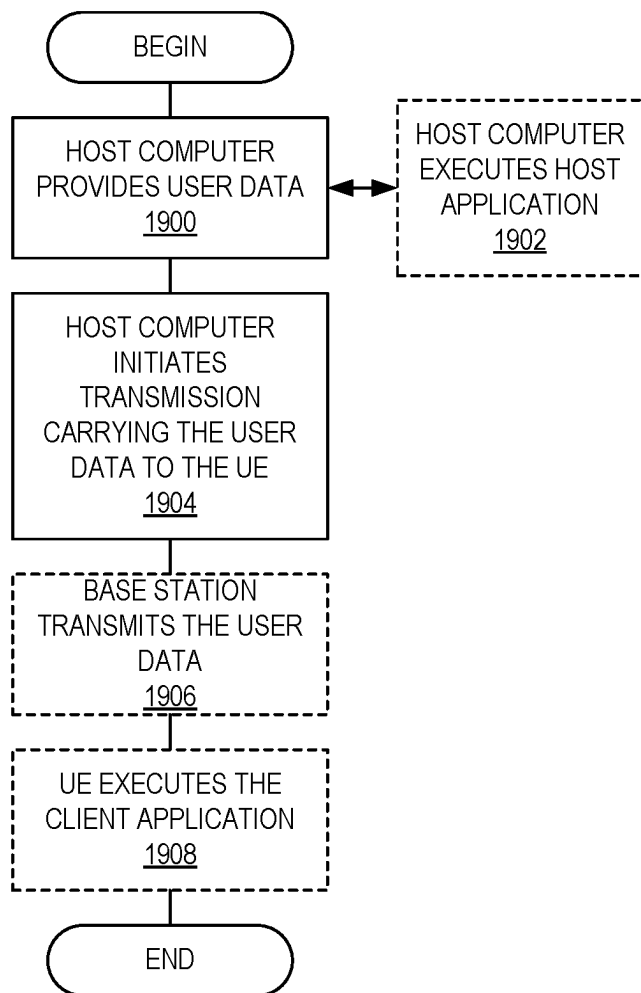 BEGIN
HOST COMPUTER
PROVIDES USER DATA
1900
HOST COMPUTER
EXECUTES HOST
APPLICATION
1902
HOST COMPUTER
INITIATES
TRANSMISSION
CARRYING THE USER
DATA TO THE UE
1904
BASE STATION
TRANSMITS THE USER
DATA
1906
UE EXECUTES THE
CLIENT APPLICATION
1908
END